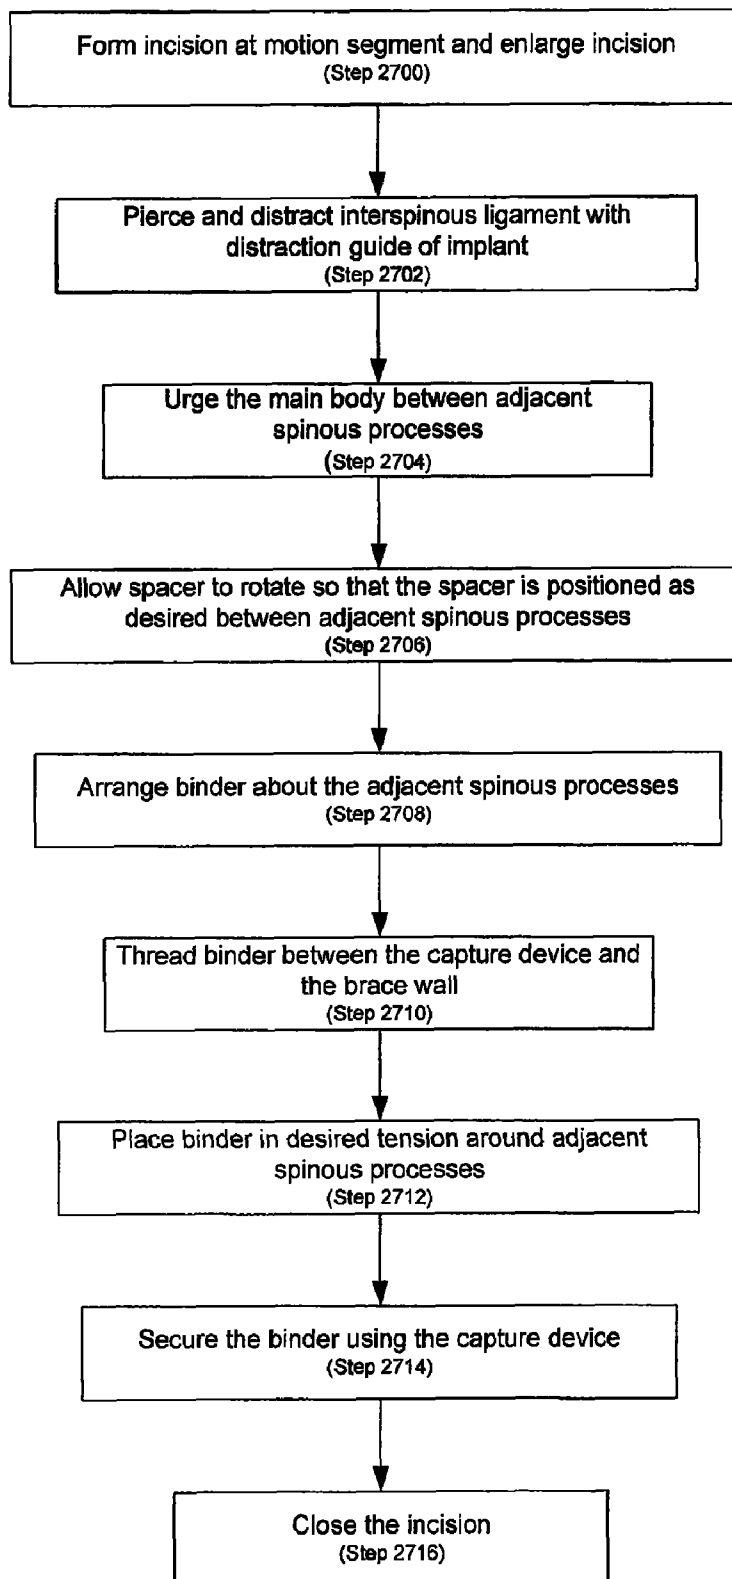 Form incision at motion segment and enlarge incision
(Step 2700)
Pierce and distract interspinous ligament with
distraction guide of implant
(Step 2702)
Urge the main body between adjacent
spinous processes
(Step 2704)
Allow spacer to rotate so that the spacer is positioned as
desired between adjacent spinous processes
(Step 2706)
Arrange binder about the adjacent spinous processes
(Step 2708)
Thread binder between the capture device and
the brace wall
(Step 2710)
Place binder in desired tension around adjacent
spinous processes
(Step 2712)
Secure the binder using the capture device
(Step 2714)
Close the incision
(Step 2716)